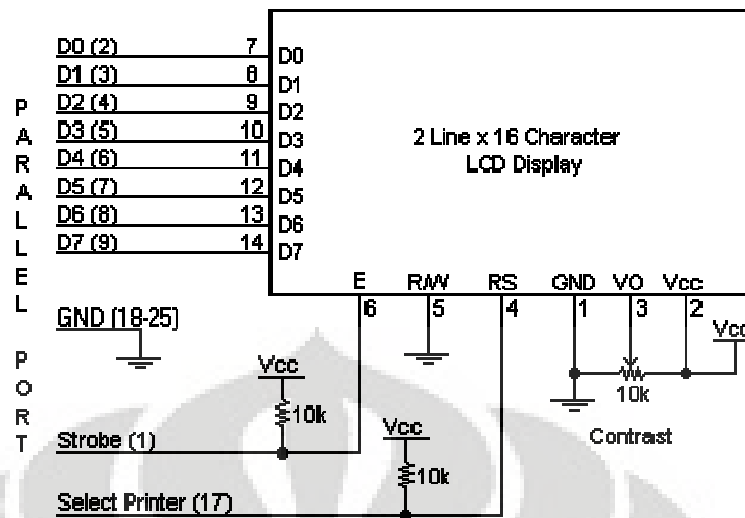 PARALLEL PORT
D0 (2) 7 D0
D1 (3) 8 D1
D2 (4) 9 D2
D3 (5) 10 D3
D4 (6) 11 D4
D5 (7) 12 D5
D6 (8) 13 D6
D7 (9) 14 D7
2 Line x 16 Character
LCD Display
E R/W RS GND VO Vcc
6 5 4 1 3 2
Vcc
GND (18-25)
Vcc
10k
10k
Contrast
Vcc
Strobe (1)
10k
Select Printer (17)